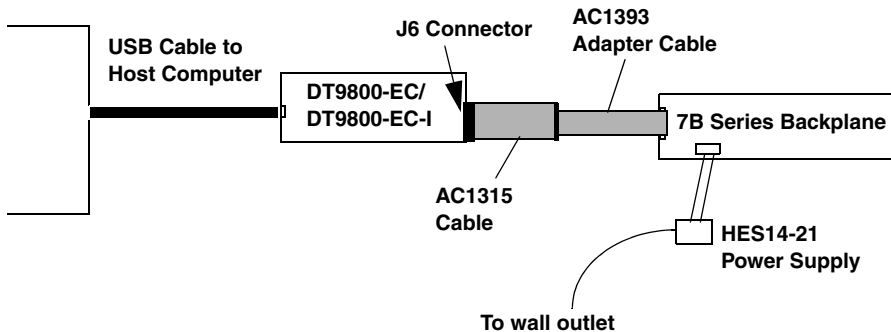 USB Cable to
Host Computer
J6 Connector
AC1393
Adapter Cable
DT9800-EC/
DT9800-EC-I
7B Series Backplane
AC1315
Cable
HES14-21
Power Supply
To wall outlet